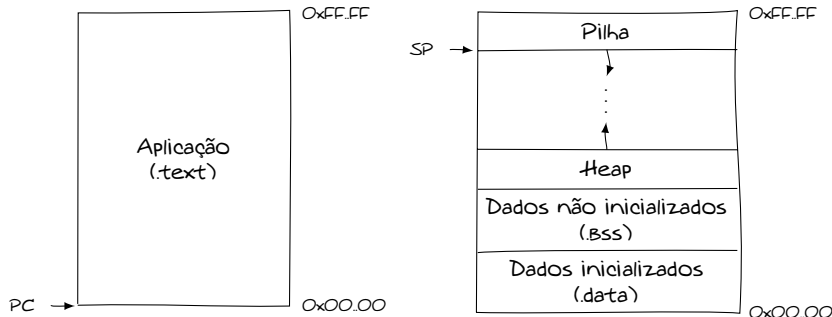 0xFF..FF
Aplicação
(.text)
PC
0x00..00
0xFF..FF
Pilha
SP
Heap
Dados não inicializados
(.Bss)
Dados inicializados
(.data)
0x00..00